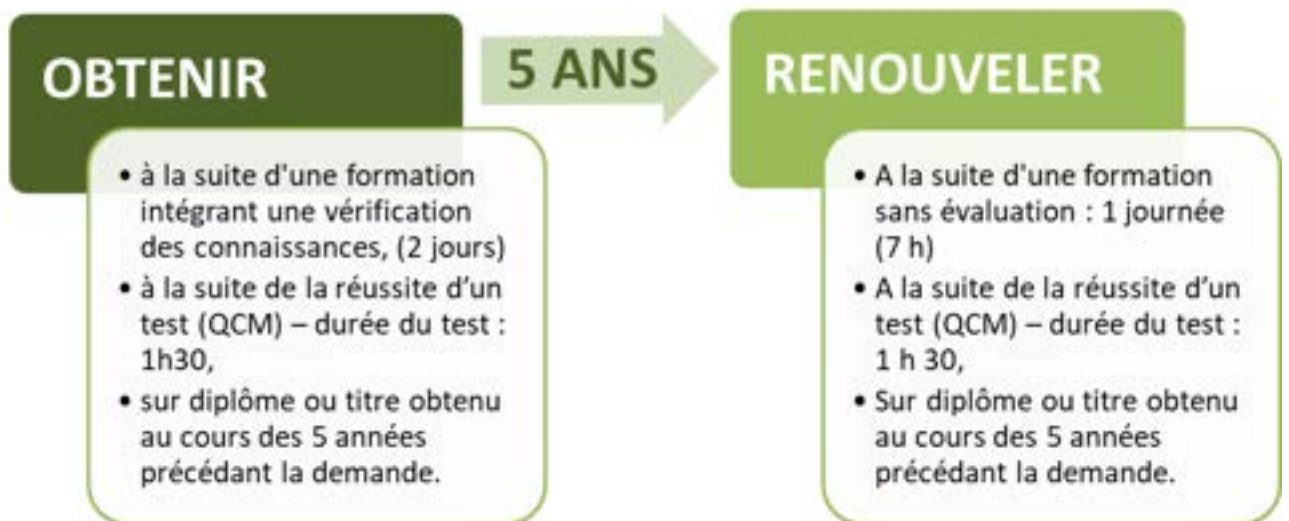 OBTENIR
• à la suite d'une formation
intégrant une vérification
des connaissances, (2 jours)
• à la suite de la réussite d’un
test (QCM) – durée du test :
1h30,
• sur diplôme ou titre obtenu
au cours des 5 années
précédant la demande.
5 ANS
RENOUVELER
• A la suite d'une formation
sans évaluation : 1 journée
(7 h)
• A la suite de la réussite d’un
test (QCM) – durée du test :
1 h 30,
• Sur diplôme ou titre obtenu
au cours des 5 années
précédant la demande.